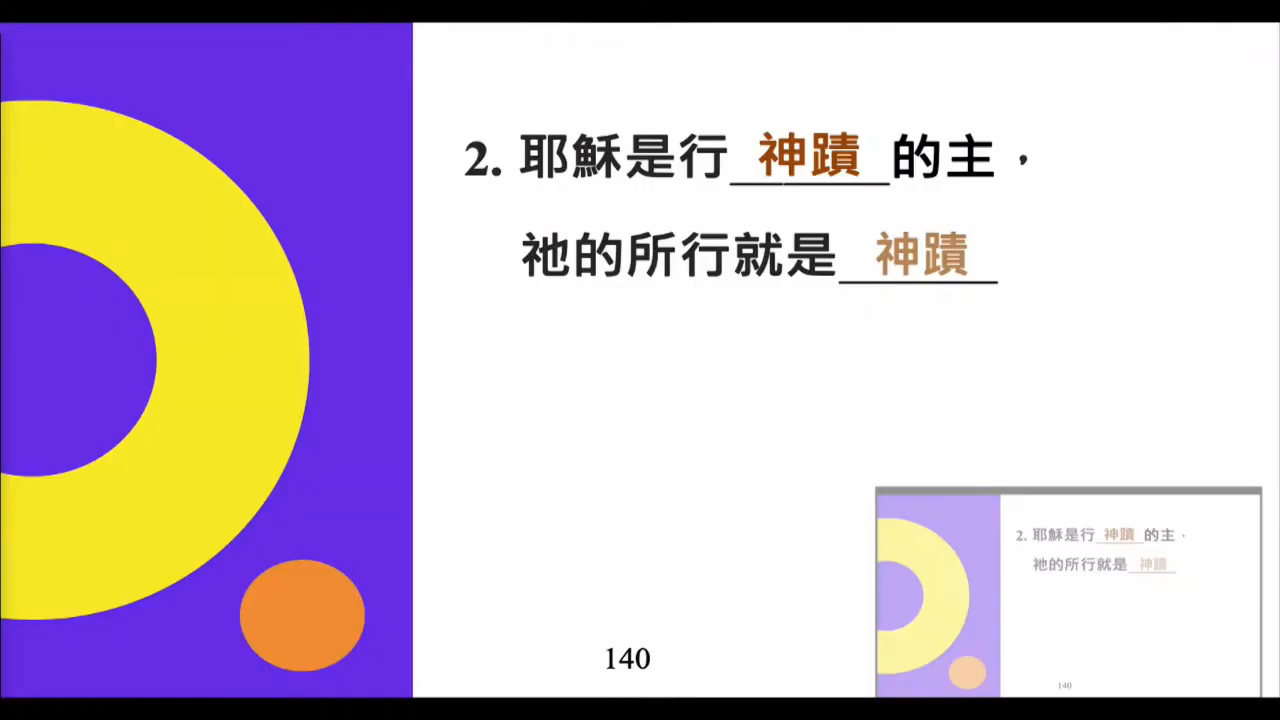 2. 耶穌是行 神蹟 的主，
祂的所行就是 神蹟
140
2. 耶穌是行 神蹟 的主，
祂的所行就是 神蹟
140